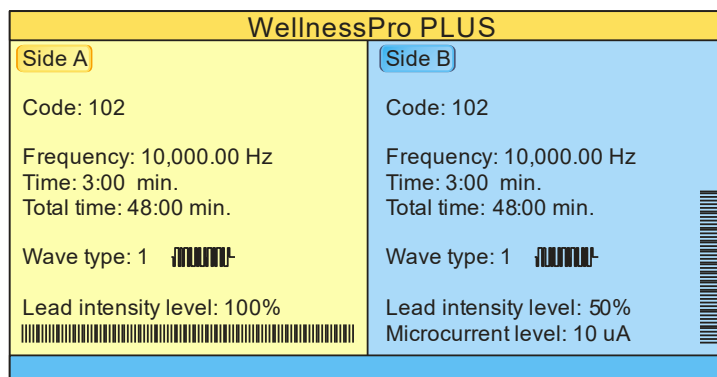 WellnessPro PLUS
Side A
Code: 102
Frequency: 10,000.00 Hz
Time: 3:00 min.
Total time: 48:00 min.
Wave type: 1
Lead intensity level: 100%
Side B
Code: 102
Frequency: 10,000.00 Hz
Time: 3:00 min.
Total time: 48:00 min.
Wave type: 1
Lead intensity level: 50%
Microcurrent level: 10 uA